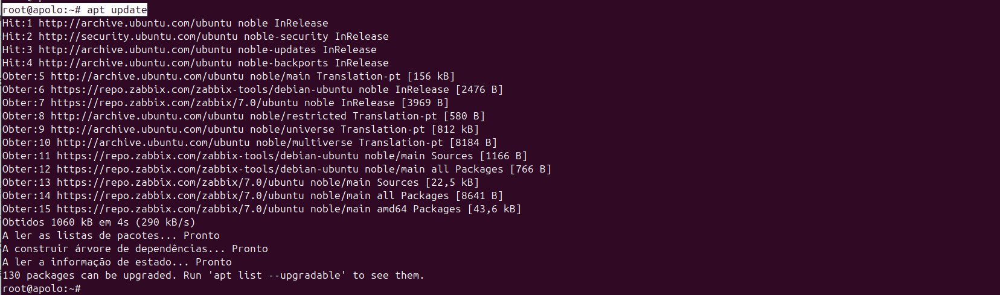 root@apolo:~# apt update
Hit:1 http://archive.ubuntu.com/ubuntu noble InRelease
Hit:2 http://security.ubuntu.com/ubuntu noble-security InRelease
Hit:3 http://archive.ubuntu.com/ubuntu noble-updates InRelease
Hit:4 http://archive.ubuntu.com/ubuntu noble-backports InRelease
Obter:5 http://archive.ubuntu.com/ubuntu noble/main Translation-pt [156 kB]
Obter:6 https://repo.zabbix.com/zabbix-tools/debian-ubuntu noble InRelease [2476 B]
Obter:7 https://repo.zabbix.com/zabbix/7.0/ubuntu noble InRelease [3969 B]
Obter:8 http://archive.ubuntu.com/ubuntu noble/restricted Translation-pt [580 B]
Obter:9 http://archive.ubuntu.com/ubuntu noble/universe Translation-pt [812 kB]
Obter:10 http://archive.ubuntu.com/ubuntu noble/multiverse Translation-pt [8184 B]
Obter:11 https://repo.zabbix.com/zabbix-tools/debian-ubuntu noble/main Sources [1166 B]
Obter:12 https://repo.zabbix.com/zabbix-tools/debian-ubuntu noble/main all Packages [766 B]
Obter:13 https://repo.zabbix.com/zabbix/7.0/ubuntu noble/main Sources [22,5 kB]
Obter:14 https://repo.zabbix.com/zabbix/7.0/ubuntu noble/main all Packages [8641 B]
Obter:15 https://repo.zabbix.com/zabbix/7.0/ubuntu noble/main amd64 Packages [43,6 kB]
Obtidos 1060 kB em 4s (290 kB/s)
A ler as listas de pacotes... Pronto
A construir árvore de dependências... Pronto
A ler a informação de estado... Pronto
130 packages can be upgraded. Run 'apt list --upgradable' to see them.
root@apolo:~#